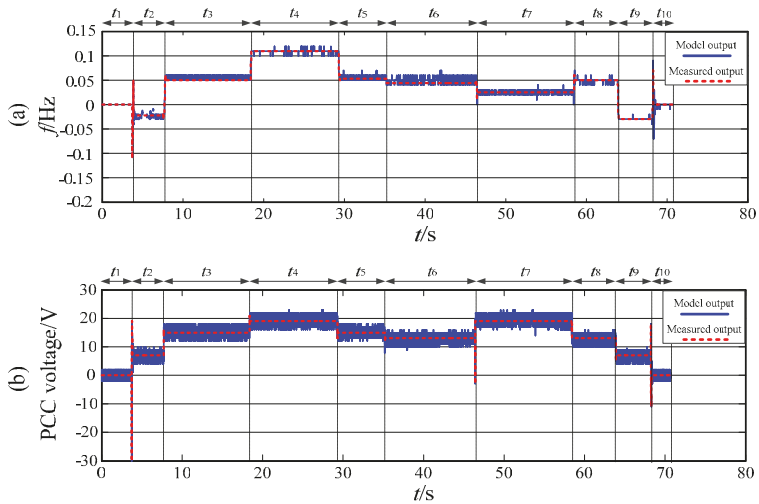 t1 t2 t3 t4 t5 t6 t7 t8 t9 t10
0.15
0.1
0.05
0
-0.05
-0.1
-0.15
-0.2
(a)
f/Hz
Model output
Measured output
0 10 20 30 40 50 60 70 80
t/s
t1 t2 t3 t4 t5 t6 t7 t8 t9 t10
30
20
10
0
-10
-20
-30
(b)
PCC voltage/V
Model output
Measured output
0 10 20 30 40 50 60 70 80
t/s